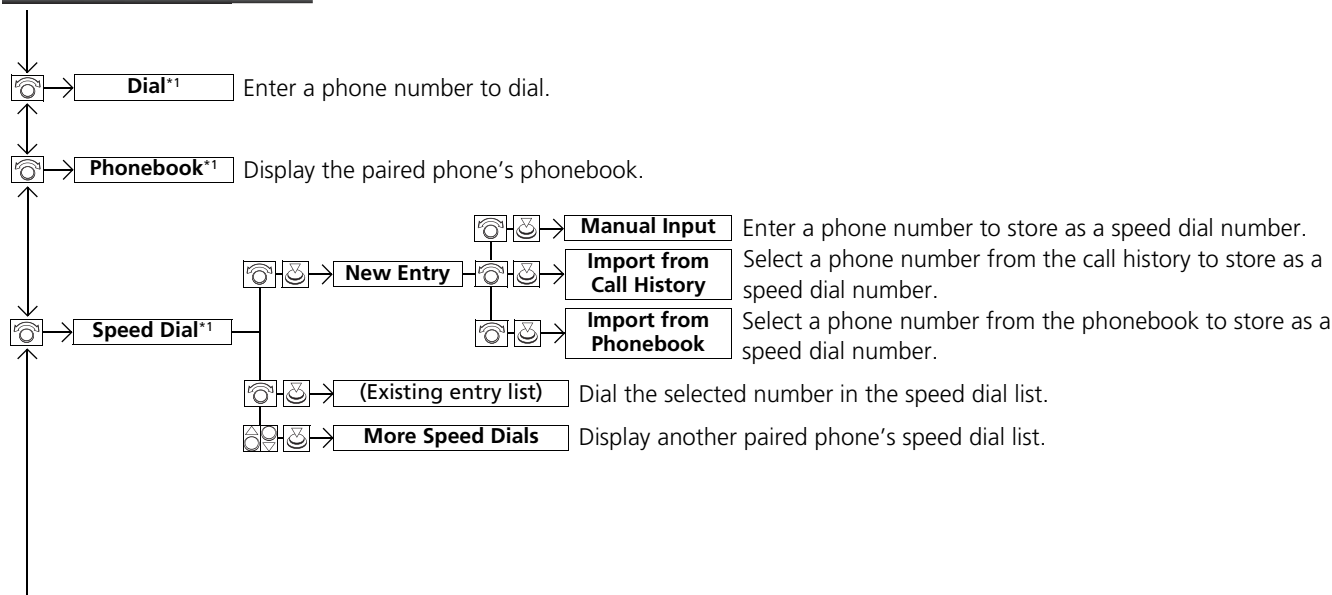 Dial*1 Enter a phone number to dial.
Phonebook*1 Display the paired phone’s phonebook.
Manual Input Enter a phone number to store as a speed dial number.
New Entry
Import from
Call History
Select a phone number from the call history to store as a
speed dial number.
Speed Dial*1
Import from
Phonebook
Select a phone number from the phonebook to store as a
speed dial number.
(Existing entry list) Dial the selected number in the speed dial list.
More Speed Dials Display another paired phone’s speed dial list.